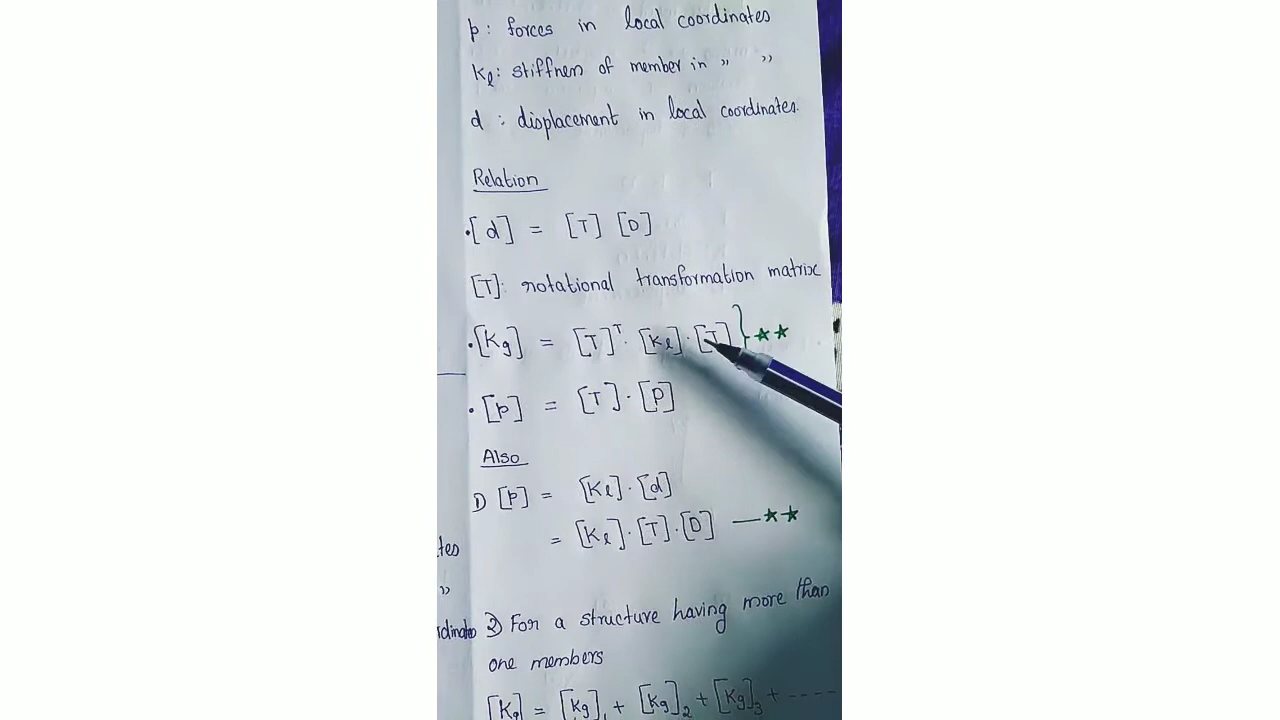 p : forces in local coordinates
Kℓ : stiffness of member in " "
d : displacement in local coordinates.
Relation
• [d] = [T] [D]
[T] : rotational transformation matrix
• [Kg] = [T]ᵀ · [Kℓ] · [T] } ★★
• [p] = [T] · [P]
Also
1) [p] = [Kℓ] · [d]
= [Kℓ] · [T] · [D] — ★★
tes
"
rdinates
2) For a structure having more than
one members
[Kg] = [Kg]₁ + [Kg]₂ + [Kg]₃ + -----